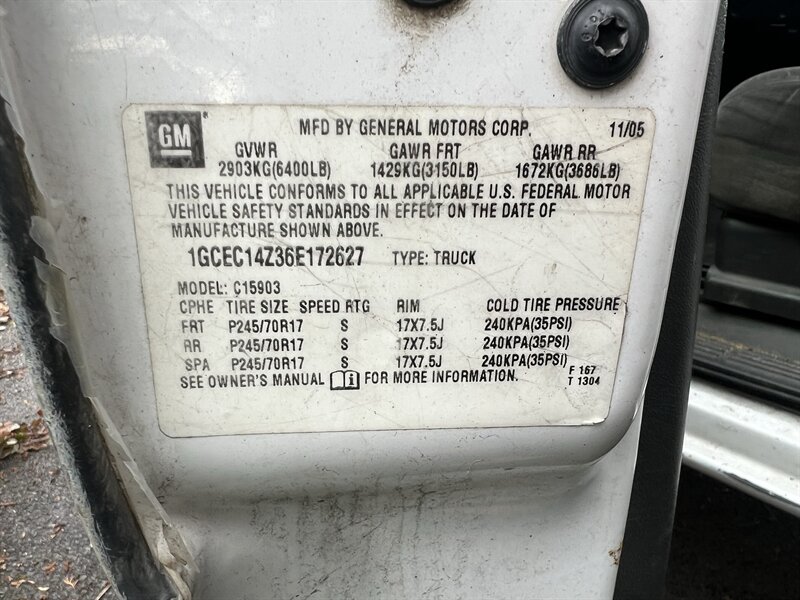 GM MFD BY GENERAL MOTORS CORP. 11/05
GVWR GAWR FRT GAWR RR
2903KG(6400LB) 1429KG(3150LB) 1672KG(3686LB)
THIS VEHICLE CONFORMS TO ALL APPLICABLE U.S. FEDERAL MOTOR
VEHICLE SAFETY STANDARDS IN EFFECT ON THE DATE OF
MANUFACTURE SHOWN ABOVE.
1GCEC14Z36E172627 TYPE: TRUCK
MODEL: C15903
CPHE TIRE SIZE SPEED RTG RIM COLD TIRE PRESSURE
FRT P245/70R17 S 17X7.5J 240KPA(35PSI)
RR P245/70R17 S 17X7.5J 240KPA(35PSI)
SPA P245/70R17 S 17X7.5J 240KPA(35PSI)
SEE OWNER'S MANUAL i FOR MORE INFORMATION.
F 167
T 1304